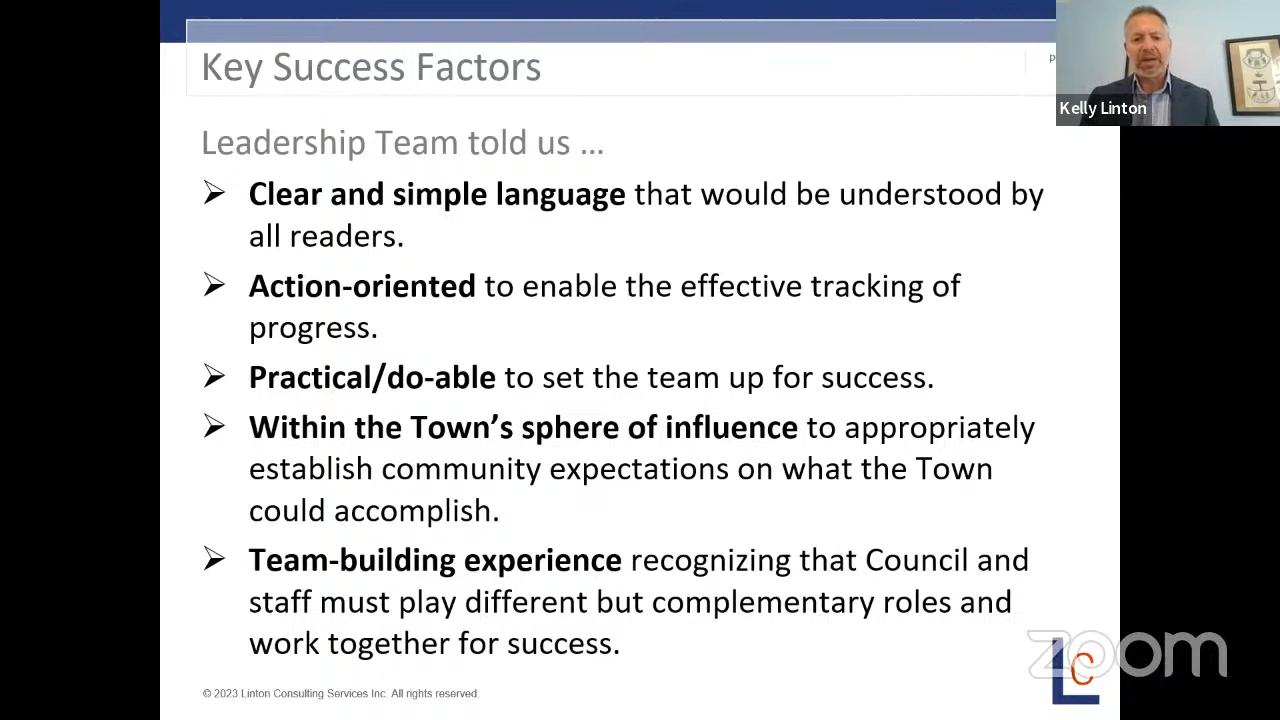 Key Success Factors
P
Kelly Linton
Leadership Team told us …
➢ Clear and simple language that would be understood by
all readers.
➢ Action-oriented to enable the effective tracking of
progress.
➢ Practical/do-able to set the team up for success.
➢ Within the Town’s sphere of influence to appropriately
establish community expectations on what the Town
could accomplish.
➢ Team-building experience recognizing that Council and
staff must play different but complementary roles and
work together for success.
zoom
LC
© 2023 Linton Consulting Services Inc. All rights reserved.